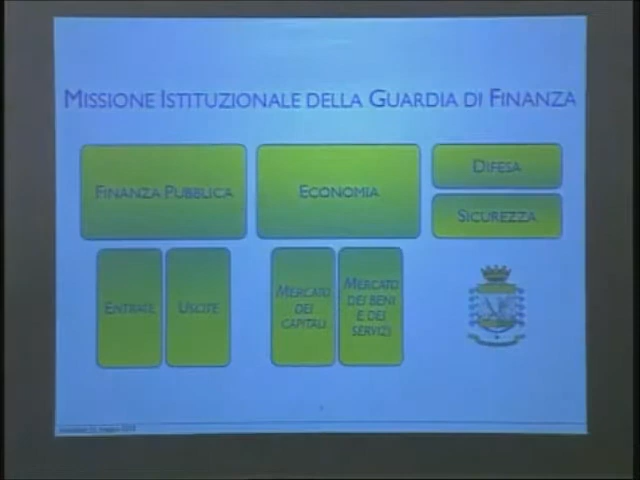 MISSIONE ISTITUZIONALE DELLA GUARDIA DI FINANZA
FINANZA PUBBLICA
ECONOMIA
DIFESA
SICUREZZA
ENTRATE
USCITE
MERCATO
DEI
CAPITALI
MERCATO
DEI BENI
E DEI
SERVIZI